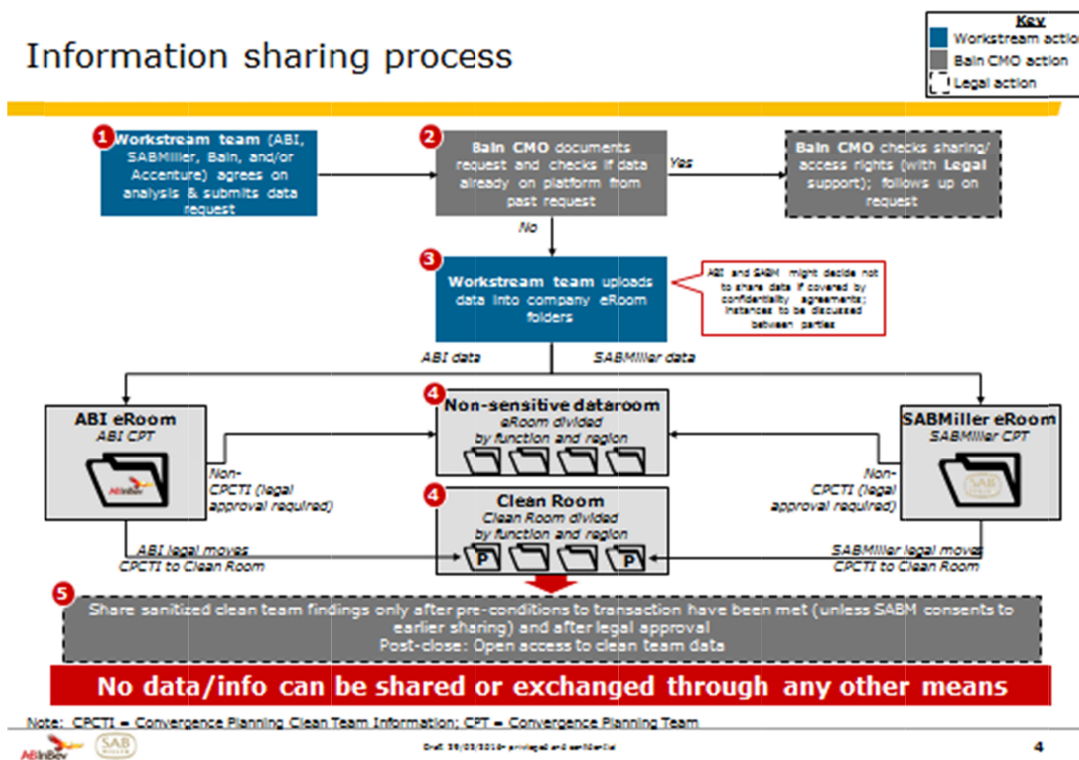 Information sharing process
Key
Workstream action
Bain CMO action
Legal action
1
Workstream team (ABI,
SABMiller, Bain, and/or
Accenture) agrees on
analysis & submits data
request
2
Bain CMO documents
request and checks if data
already on platform from
past request
Yes
Bain CMO checks sharing/
access rights (with Legal
support); follows up on
request
No
3
Workstream team uploads
data into company eRoom
folders
ABI and SABM might decide not
to share data if covered by
confidentiality agreements;
instances to be discussed
between parties
ABI data
SABMiller data
ABI eRoom
ABI CPT
ABInBev
4
Non-sensitive dataroom
eRoom divided
by function and region
SABMiller eRoom
SABMiller CPT
SAB
Non-
CPCTI (legal
approval required)
Non-
CPCTI (legal
approval required)
4
Clean Room
Clean Room divided
by function and region
P
P
ABI legal moves
CPCTI to Clean Room
SABMiller legal moves
CPCTI to Clean Room
5
Share sanitized clean team findings only after pre-conditions to transaction have been met (unless SABM consents to
earlier sharing) and after legal approval
Post-close: Open access to clean team data
No data/info can be shared or exchanged through any other means
Note: CPCTI = Convergence Planning Clean Team Information; CPT = Convergence Planning Team
ABInBev
SAB
MILLER
privileged and confidential
4